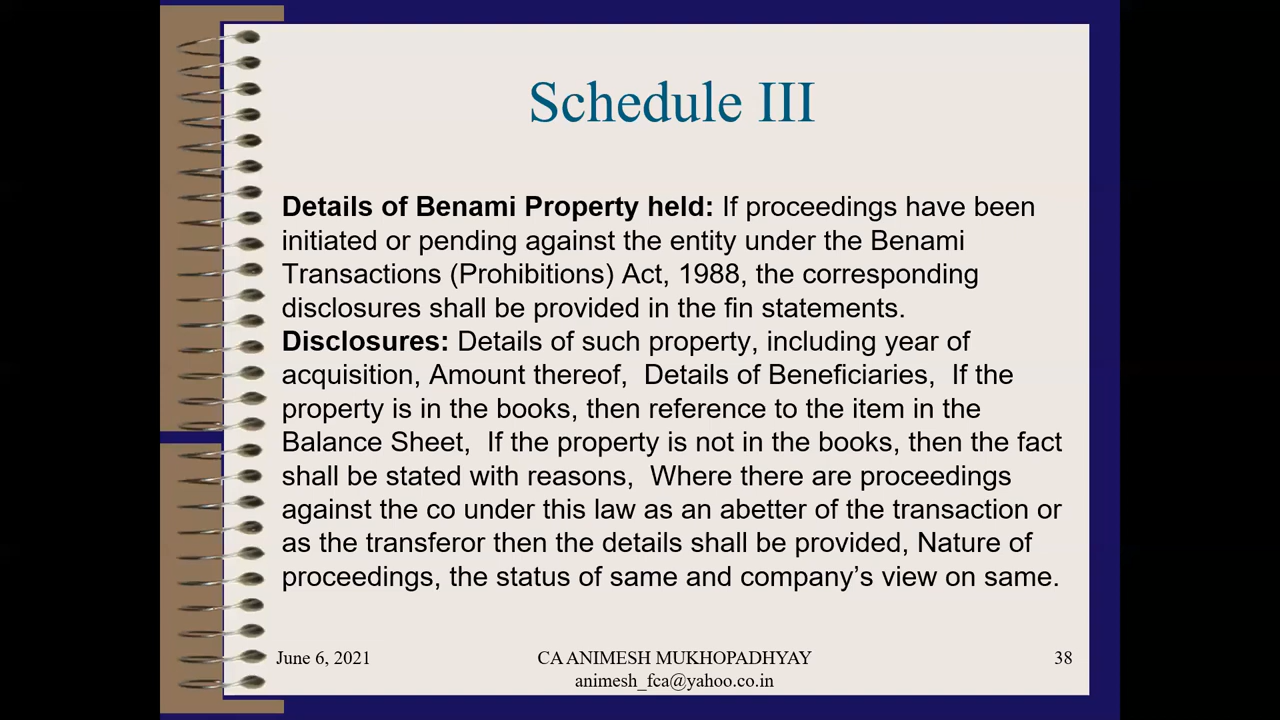 Schedule III
Details of Benami Property held: If proceedings have been
initiated or pending against the entity under the Benami
Transactions (Prohibitions) Act, 1988, the corresponding
disclosures shall be provided in the fin statements.
Disclosures: Details of such property, including year of
acquisition, Amount thereof,  Details of Beneficiaries,  If the
property is in the books, then reference to the item in the
Balance Sheet,  If the property is not in the books, then the fact
shall be stated with reasons,  Where there are proceedings
against the co under this law as an abetter of the transaction or
as the transferor then the details shall be provided, Nature of
proceedings, the status of same and company’s view on same.
June 6, 2021
CA ANIMESH MUKHOPADHYAY
animesh_fca@yahoo.co.in
38